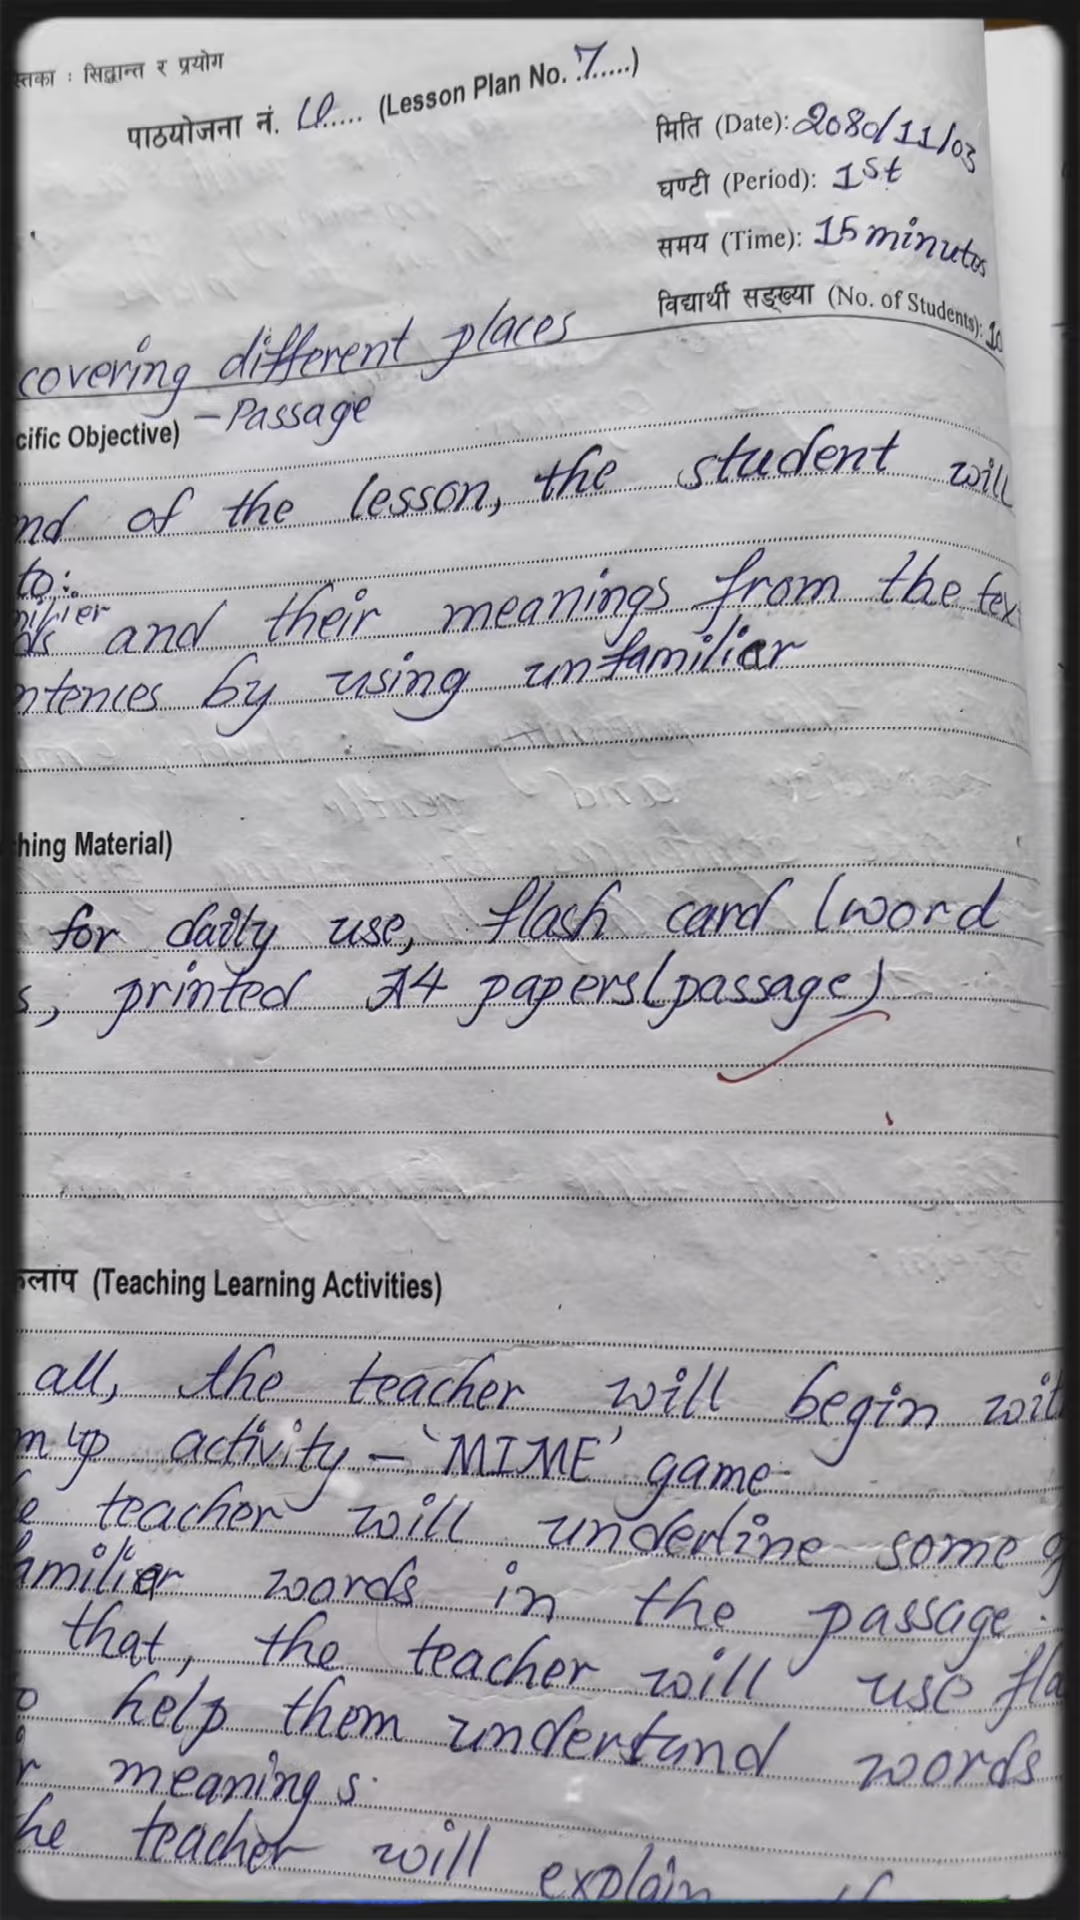 स्तका : सिद्धान्त र प्रयोग
पाठयोजना नं. ..... (Lesson Plan No. 7.....)
मिति (Date): 2080/11/03
घण्टी (Period): 1st
समय (Time): 15 minutes
विद्यार्थी सङ्ख्या (No. of Students): 10
covering different places
cific Objective) - Passage
nd of the lesson, the student will
to:
and their meanings from the tex
ntences by using unfamiliar
hing Material)
for daily use, flash card (word
s, printed A4 papers (passage)
कलाप (Teaching Learning Activities)
all, the teacher will begin wit
m up activity - 'MIME' game
e teacher will underline some
amiliar words in the passage.
that, the teacher will use fla
o help them understand words
r meanings.
he teacher will explain